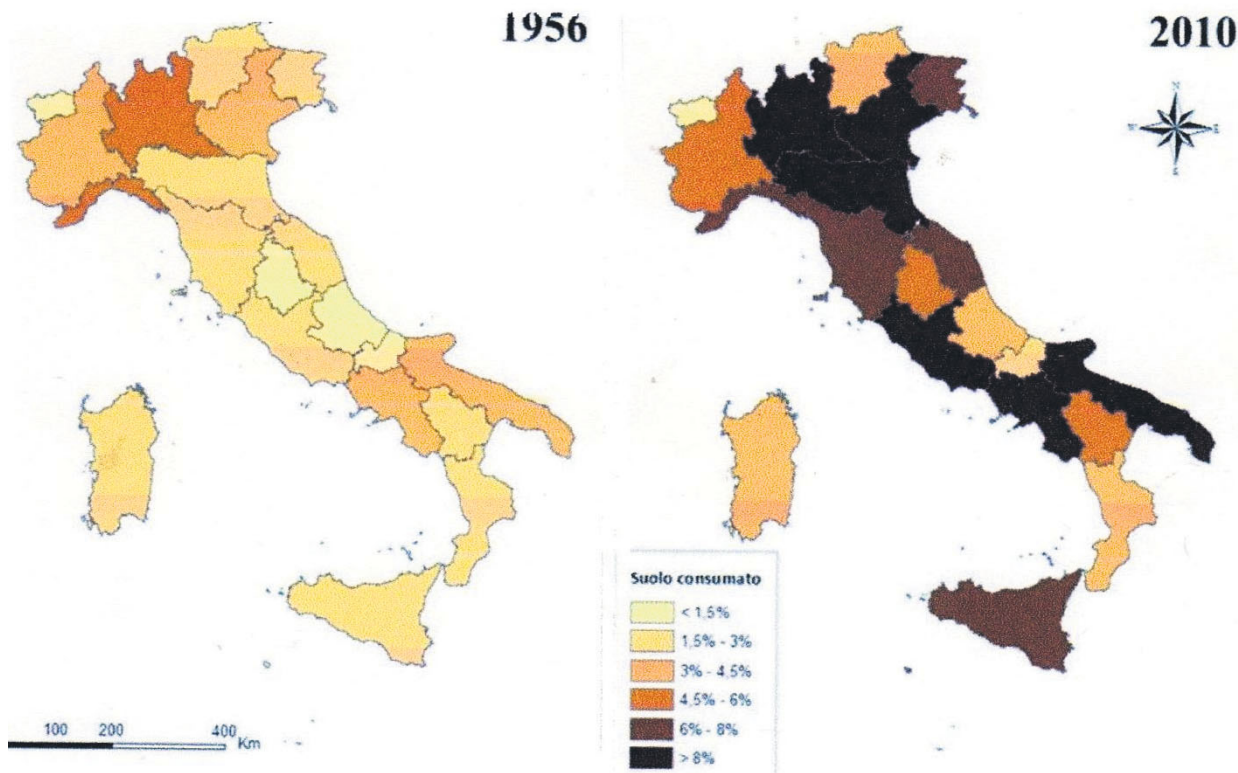 1956
2010
Suolo consumato
< 1,5%
1,5% - 3%
3% - 4,5%
4,5% - 6%
6% - 8%
> 8%
100 200 400
Km